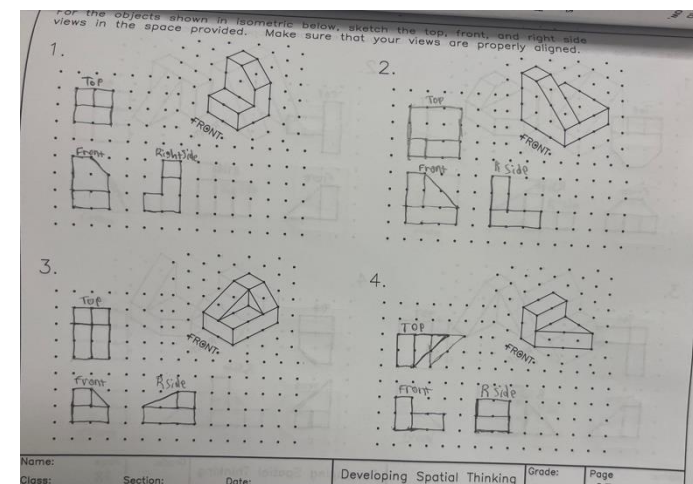 For the objects shown in isometric below, sketch the top, front, and right side
views in the space provided. Make sure that your views are properly aligned.
1.
Top
FRONT
Front
Right Side
2.
Top
FRONT
Front
R Side
3.
Top
FRONT
Front
R Side
4.
TOP
FRONT
Front
R Side
Name:
Class:
Section:
Date:
Developing Spatial Thinking
Grade:
Page